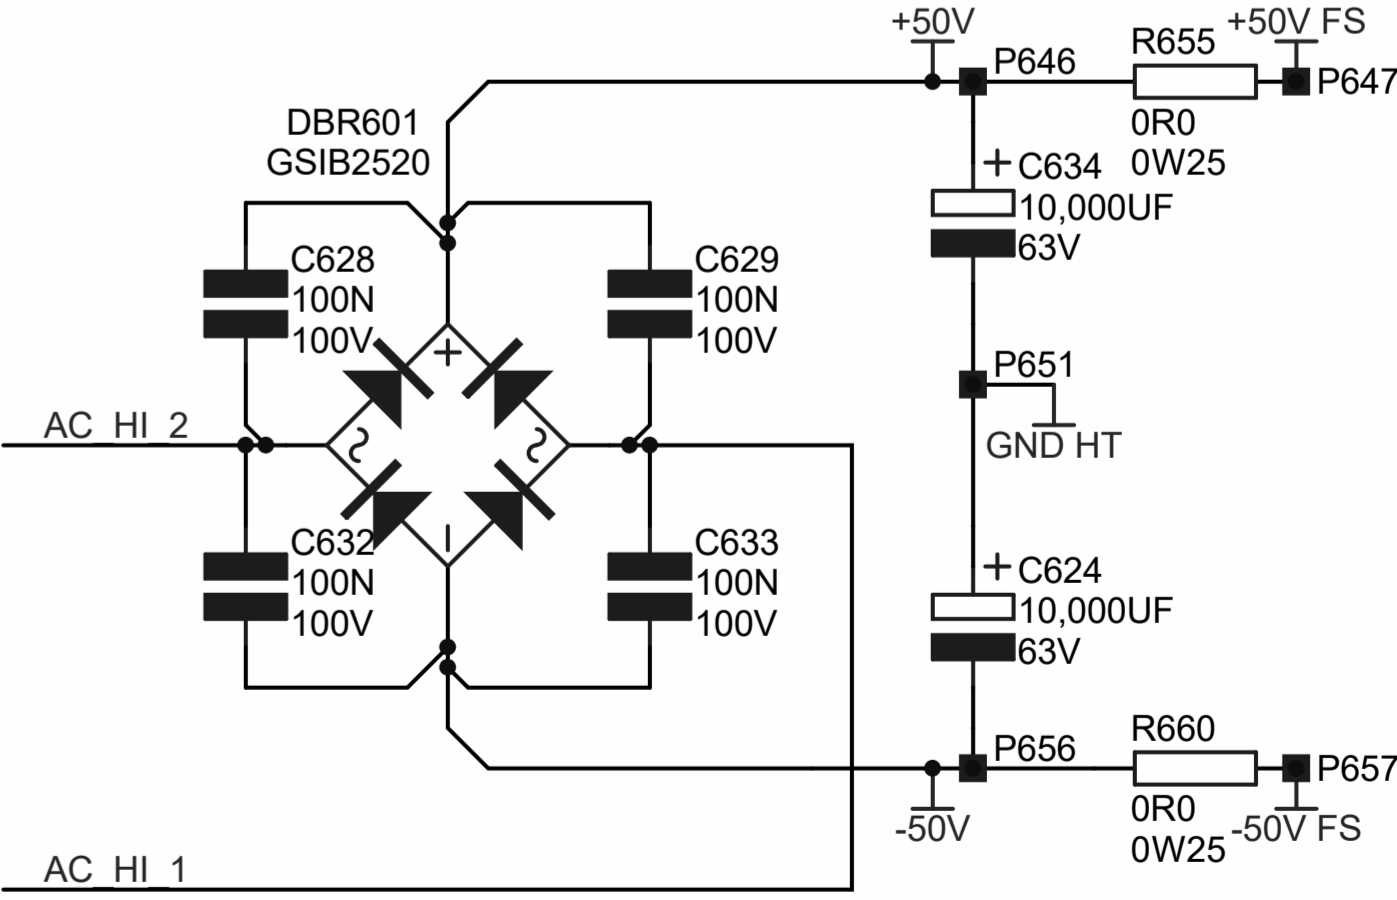 +50V
+50V FS
R655
P646
P647
0R0
0W25
DBR601
GSIB2520
+ C634
10,000UF
63V
C628
100N
100V
C629
100N
100V
+
P651
GND HT
AC_HI_2
~
~
C632
100N
100V
C633
100N
100V
-
+ C624
10,000UF
63V
R660
P656
P657
0R0
0W25
-50V
-50V FS
AC_HI_1